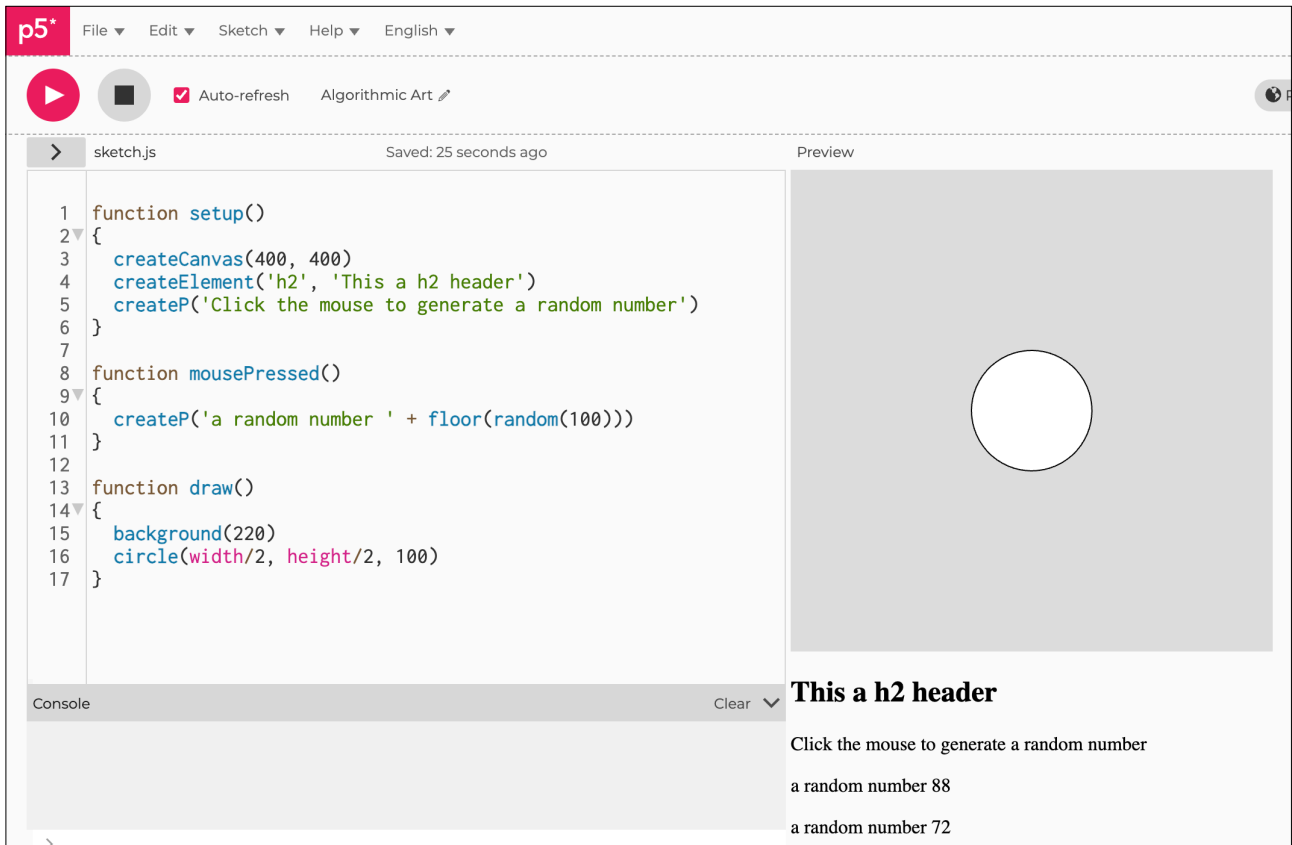 p5*
File
Edit
Sketch
Help
English
Auto-refresh
Algorithmic Art
sketch.js
Saved: 25 seconds ago
Preview
1 function setup()
2 {
3 createCanvas(400, 400)
4 createElement('h2', 'This a h2 header')
5 createP('Click the mouse to generate a random number')
6 }
7
8 function mousePressed()
9 {
10 createP('a random number ' + floor(random(100)))
11 }
12
13 function draw()
14 {
15 background(220)
16 circle(width/2, height/2, 100)
17 }
Console
Clear
This a h2 header
Click the mouse to generate a random number
a random number 88
a random number 72